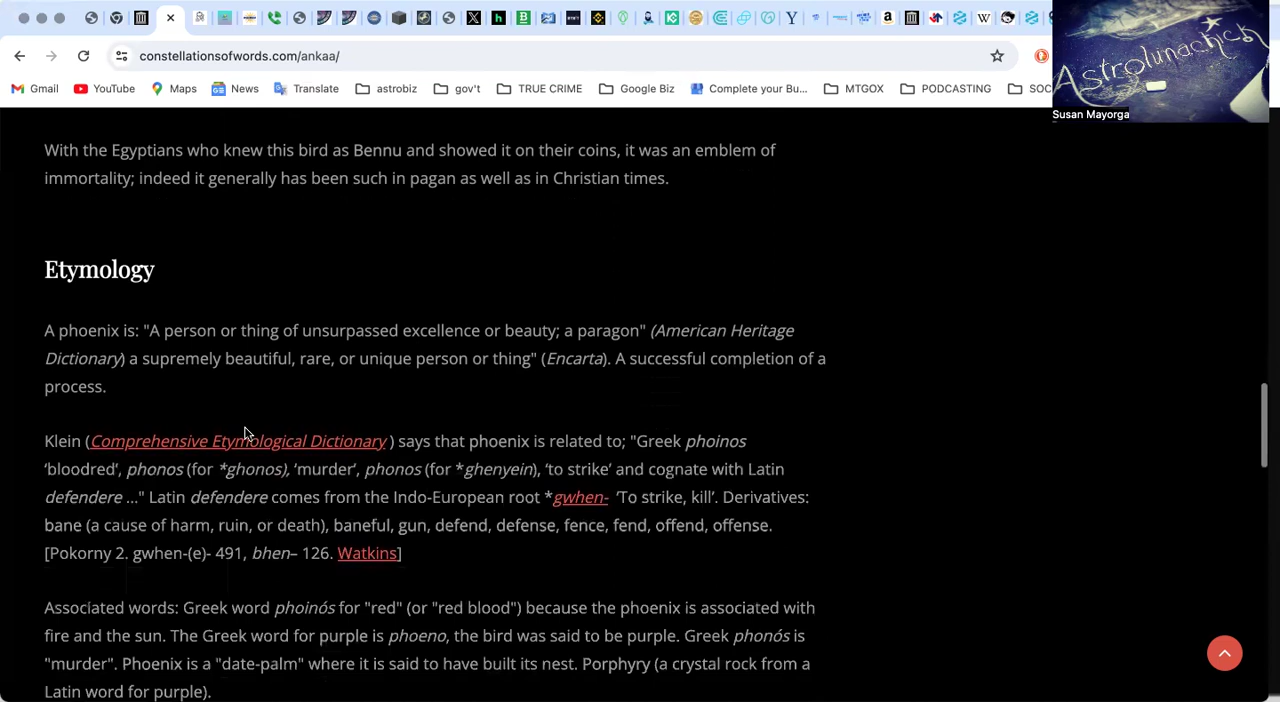 constellationsofwords.com/ankaa/
Gmail
YouTube
Maps
News
Translate
astrobiz
gov't
TRUE CRIME
Google Biz
Complete your Bu...
MTGOX
PODCASTING
SOC
Astrolunachick
Susan Mayorga
With the Egyptians who knew this bird as Bennu and showed it on their coins, it was an emblem of
immortality; indeed it generally has been such in pagan as well as in Christian times.
Etymology
A phoenix is: "A person or thing of unsurpassed excellence or beauty; a paragon" (American Heritage
Dictionary) a supremely beautiful, rare, or unique person or thing" (Encarta). A successful completion of a
process.
Klein (Comprehensive Etymological Dictionary ) says that phoenix is related to; "Greek phoinos
‘bloodred’, phonos (for *ghonos), ‘murder’, phonos (for *ghenyein), ‘to strike’ and cognate with Latin
defendere …" Latin defendere comes from the Indo-European root *gwhen- ‘To strike, kill’. Derivatives:
bane (a cause of harm, ruin, or death), baneful, gun, defend, defense, fence, fend, offend, offense.
[Pokorny 2. gwhen-(e)- 491, bhen– 126. Watkins]
Associated words: Greek word phoinós for "red" (or "red blood") because the phoenix is associated with
fire and the sun. The Greek word for purple is phoeno, the bird was said to be purple. Greek phonós is
"murder". Phoenix is a "date-palm" where it is said to have built its nest. Porphyry (a crystal rock from a
Latin word for purple).